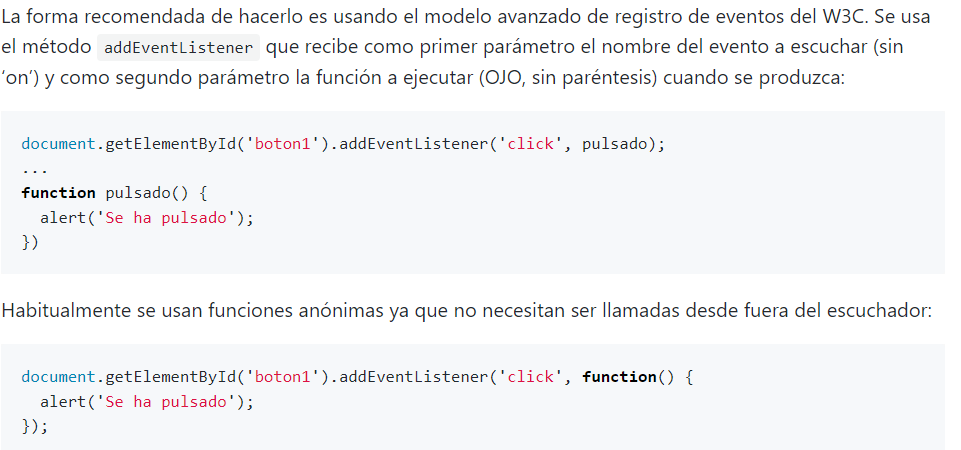 La forma recomendada de hacerlo es usando el modelo avanzado de registro de eventos del W3C. Se usa
el método addEventListener que recibe como primer parámetro el nombre del evento a escuchar (sin
‘on’) y como segundo parámetro la función a ejecutar (OJO, sin paréntesis) cuando se produzca:
document.getElementById('boton1').addEventListener('click', pulsado);
...
function pulsado() {
  alert('Se ha pulsado');
})
Habitualmente se usan funciones anónimas ya que no necesitan ser llamadas desde fuera del escuchador:
document.getElementById('boton1').addEventListener('click', function() {
  alert('Se ha pulsado');
});